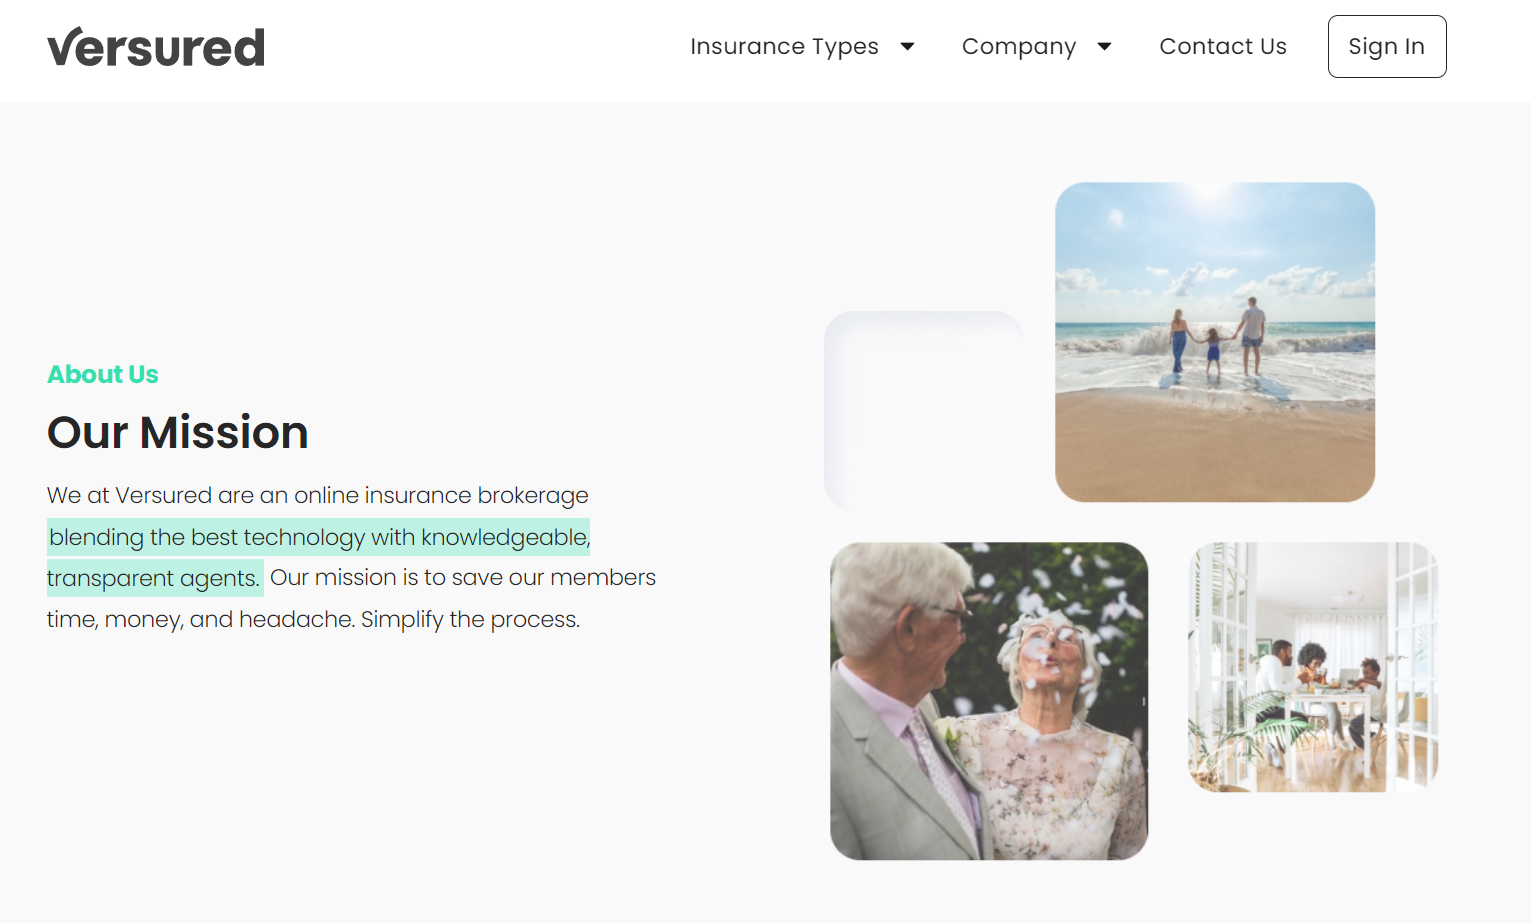 Versured
Insurance Types
Company
Contact Us
Sign In
About Us
Our Mission
We at Versured are an online insurance brokerage
blending the best technology with knowledgeable,
transparent agents. Our mission is to save our members
time, money, and headache. Simplify the process.